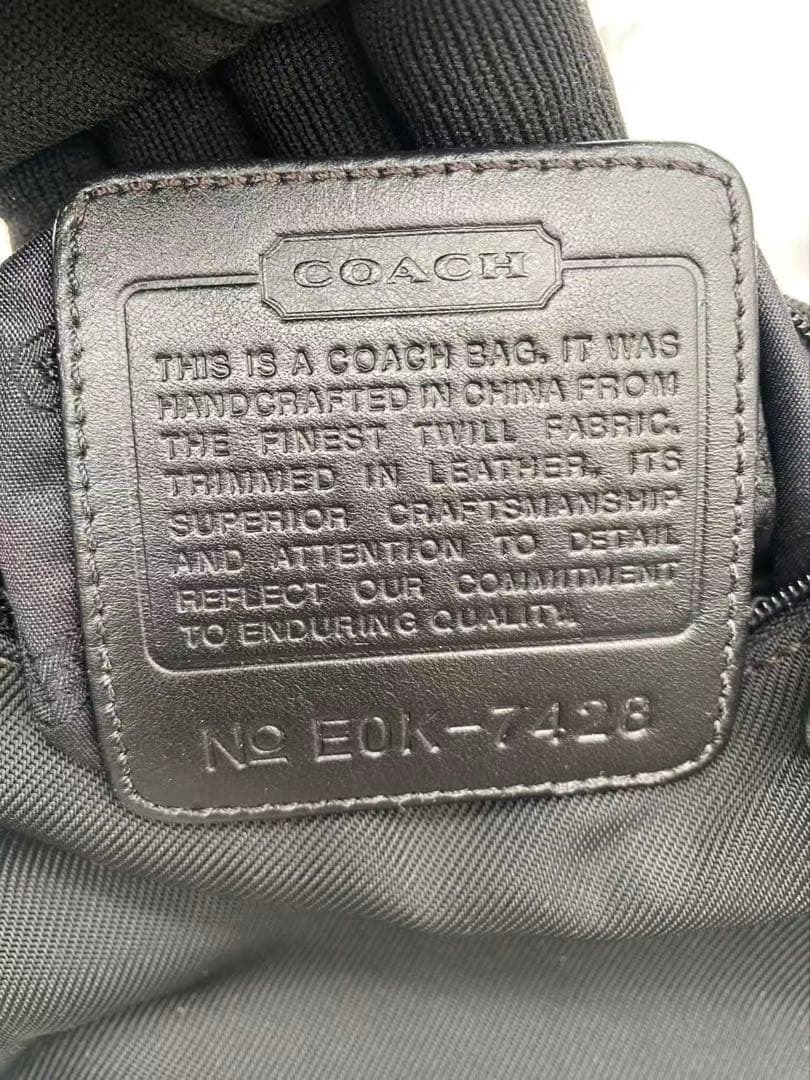 COACH
THIS IS A COACH BAG. IT WAS
HANDCRAFTED IN CHINA FROM
THE FINEST TWILL FABRIC.
TRIMMED IN LEATHER, ITS
SUPERIOR CRAFTSMANSHIP
AND ATTENTION TO DETAIL
REFLECT OUR COMMITMENT
TO ENDURING QUALITY.
No E0K-7428